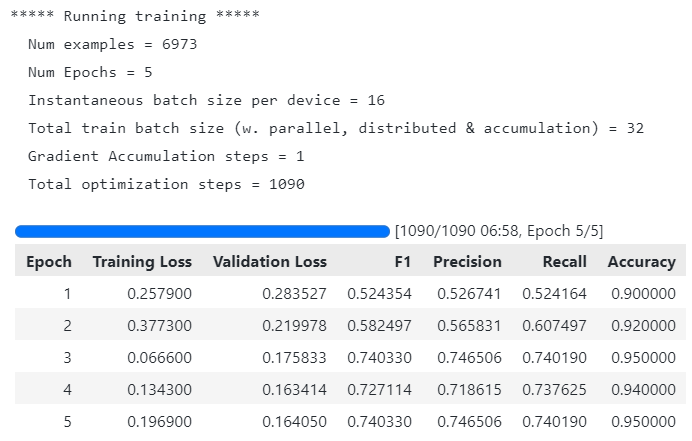 ***** Running training *****
Num examples = 6973
Num Epochs = 5
Instantaneous batch size per device = 16
Total train batch size (w. parallel, distributed & accumulation) = 32
Gradient Accumulation steps = 1
Total optimization steps = 1090
[1090/1090 06:58, Epoch 5/5]
Epoch Training Loss Validation Loss F1 Precision Recall Accuracy
1 0.257900 0.283527 0.524354 0.526741 0.524164 0.900000
2 0.377300 0.219978 0.582497 0.565831 0.607497 0.920000
3 0.066600 0.175833 0.740330 0.746506 0.740190 0.950000
4 0.134300 0.163414 0.727114 0.718615 0.737625 0.940000
5 0.196900 0.164050 0.740330 0.746506 0.740190 0.950000